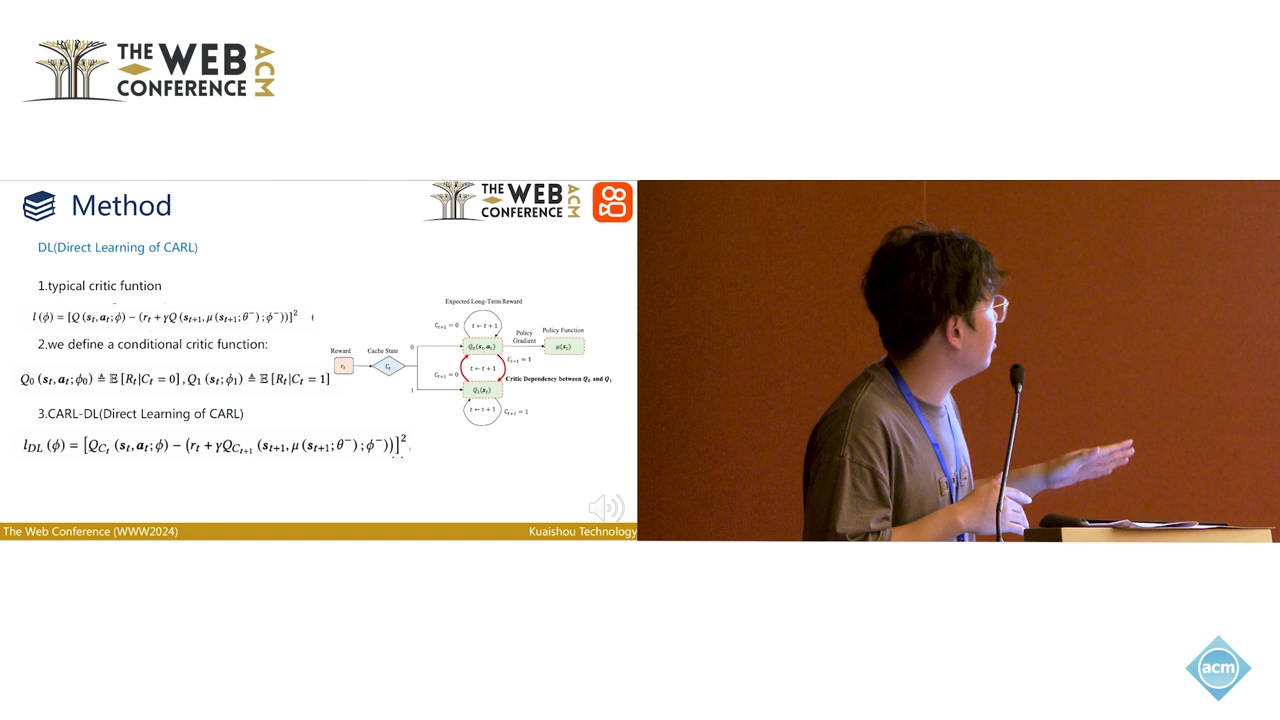 THE WEB CONFERENCE ACM
Method
THE WEB CONFERENCE ACM
DL(Direct Learning of CARL)
1.typical critic funtion
l(ϕ) = [Q(s_t, a_t; ϕ) − (r_t + γQ(s_{t+1}, μ(s_{t+1}; θ⁻); ϕ⁻))]²
2.we define a conditional critic function:
Q_0(s_t, a_t; ϕ_0) ≜ 𝔼[R_t|C_t = 0], Q_1(s_t; ϕ_1) ≜ 𝔼[R_t|C_t = 1]
3.CARL-DL(Direct Learning of CARL)
l_{DL}(ϕ) = [Q_{C_t}(s_t, a_t; ϕ) − (r_t + γQ_{C_{t+1}}(s_{t+1}, μ(s_{t+1}; θ⁻); ϕ⁻))]²
Expected Long-Term Reward
C_{t+1} = 0
t ← t + 1
Policy Gradient
Policy Function
Reward
Cache State
0
Q_0(s_t, a_t)
μ(s_t)
r_t
C_t
C_{t+1} = 1
t ← t + 1
C_{t+1} = 0
Critic Dependency between Q_0 and Q_1
1
Q_1(s_t)
t ← t + 1
C_{t+1} = 1
The Web Conference (WWW2024)
Kuaishou Technology
acm